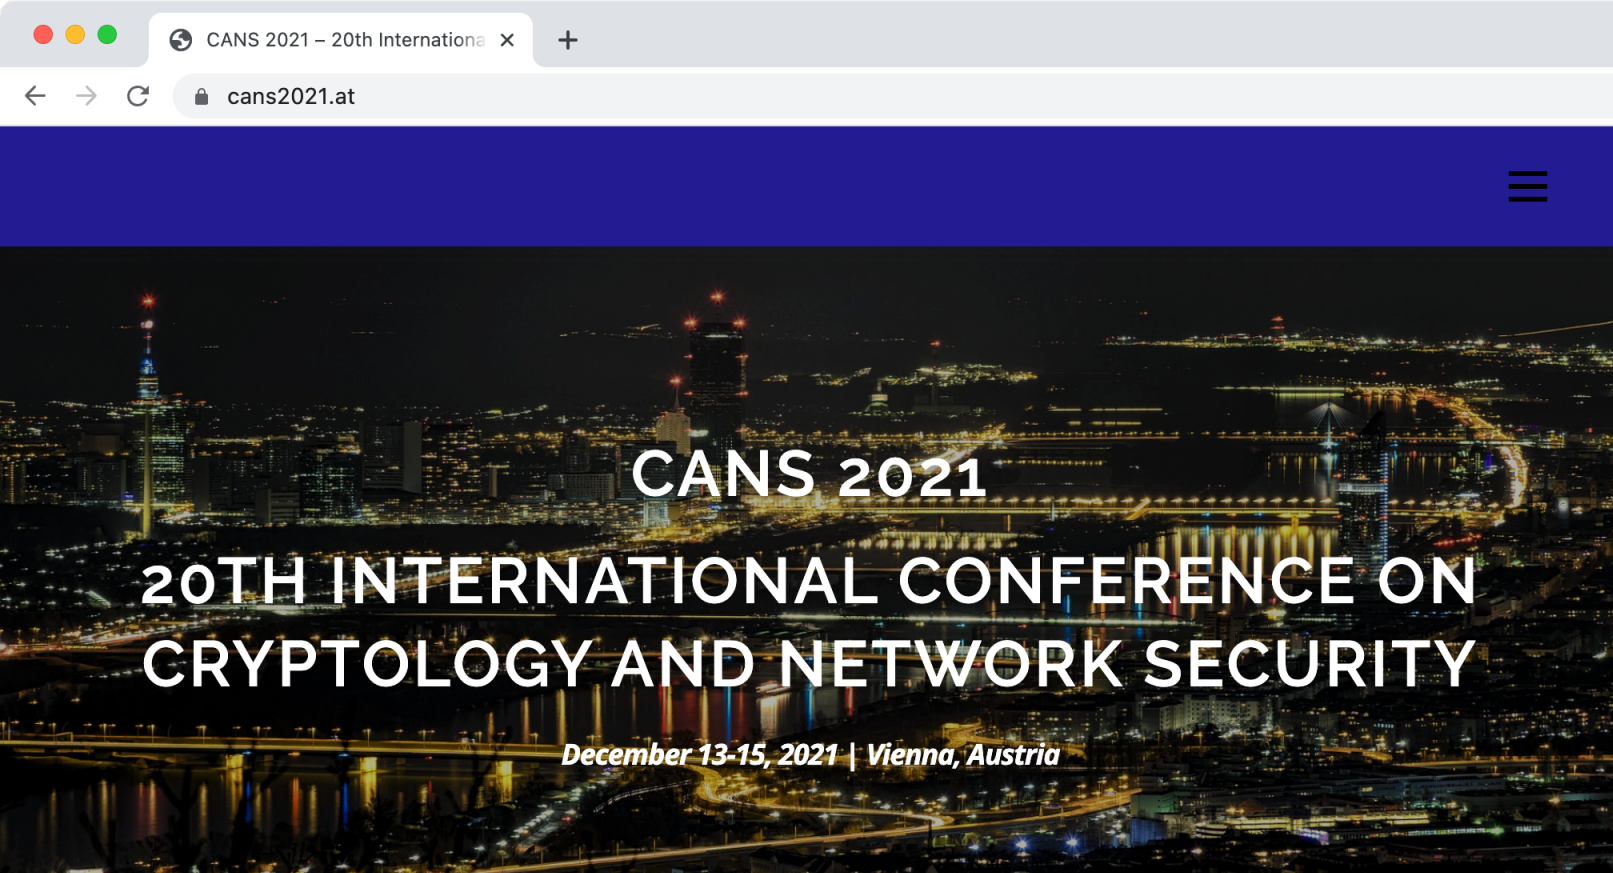 CANS 2021 – 20th Internationa
cans2021.at
CANS 2021
20TH INTERNATIONAL CONFERENCE ON
CRYPTOLOGY AND NETWORK SECURITY
December 13-15, 2021 | Vienna, Austria